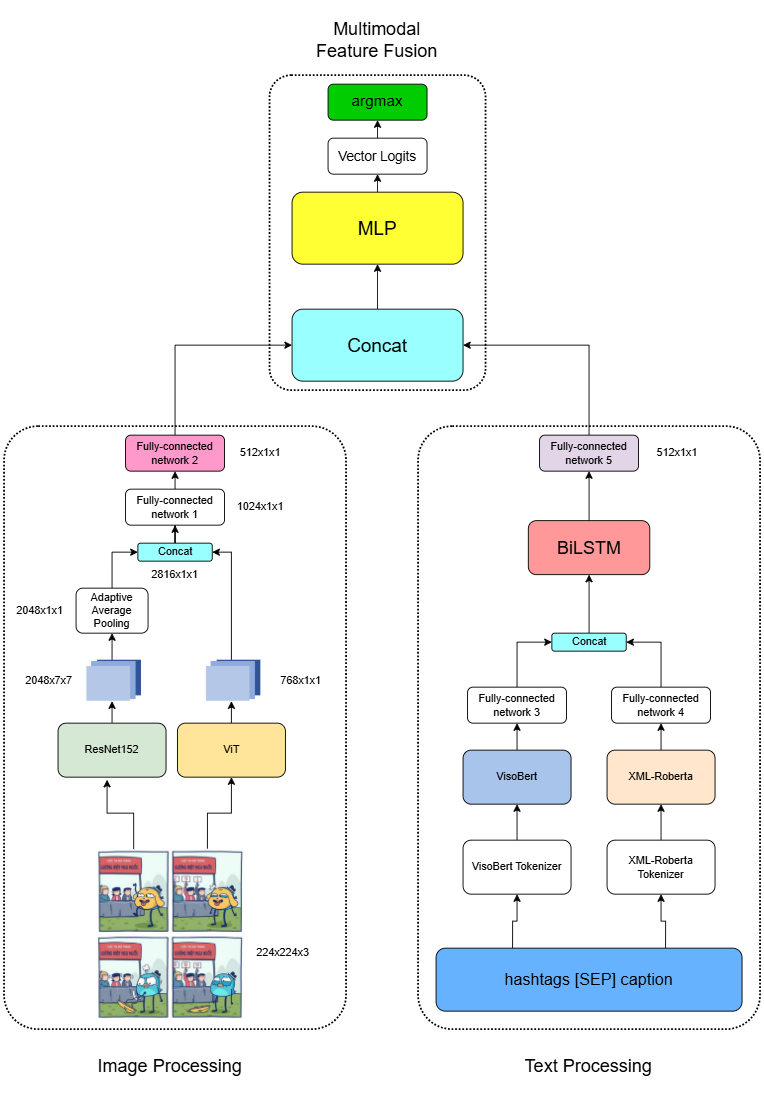 Multimodal
Feature Fusion
argmax
Vector Logits
MLP
Concat
Fully-connected
network 2
512x1x1
Fully-connected
network 1
1024x1x1
Concat
2816x1x1
Adaptive
Average
Pooling
2048x1x1
2048x7x7
768x1x1
ResNet152
ViT
224x224x3
Image Processing
Fully-connected
network 5
512x1x1
BiLSTM
Concat
Fully-connected
network 3
Fully-connected
network 4
VisoBert
XML-Roberta
VisoBert Tokenizer
XML-Roberta
Tokenizer
hashtags [SEP] caption
Text Processing